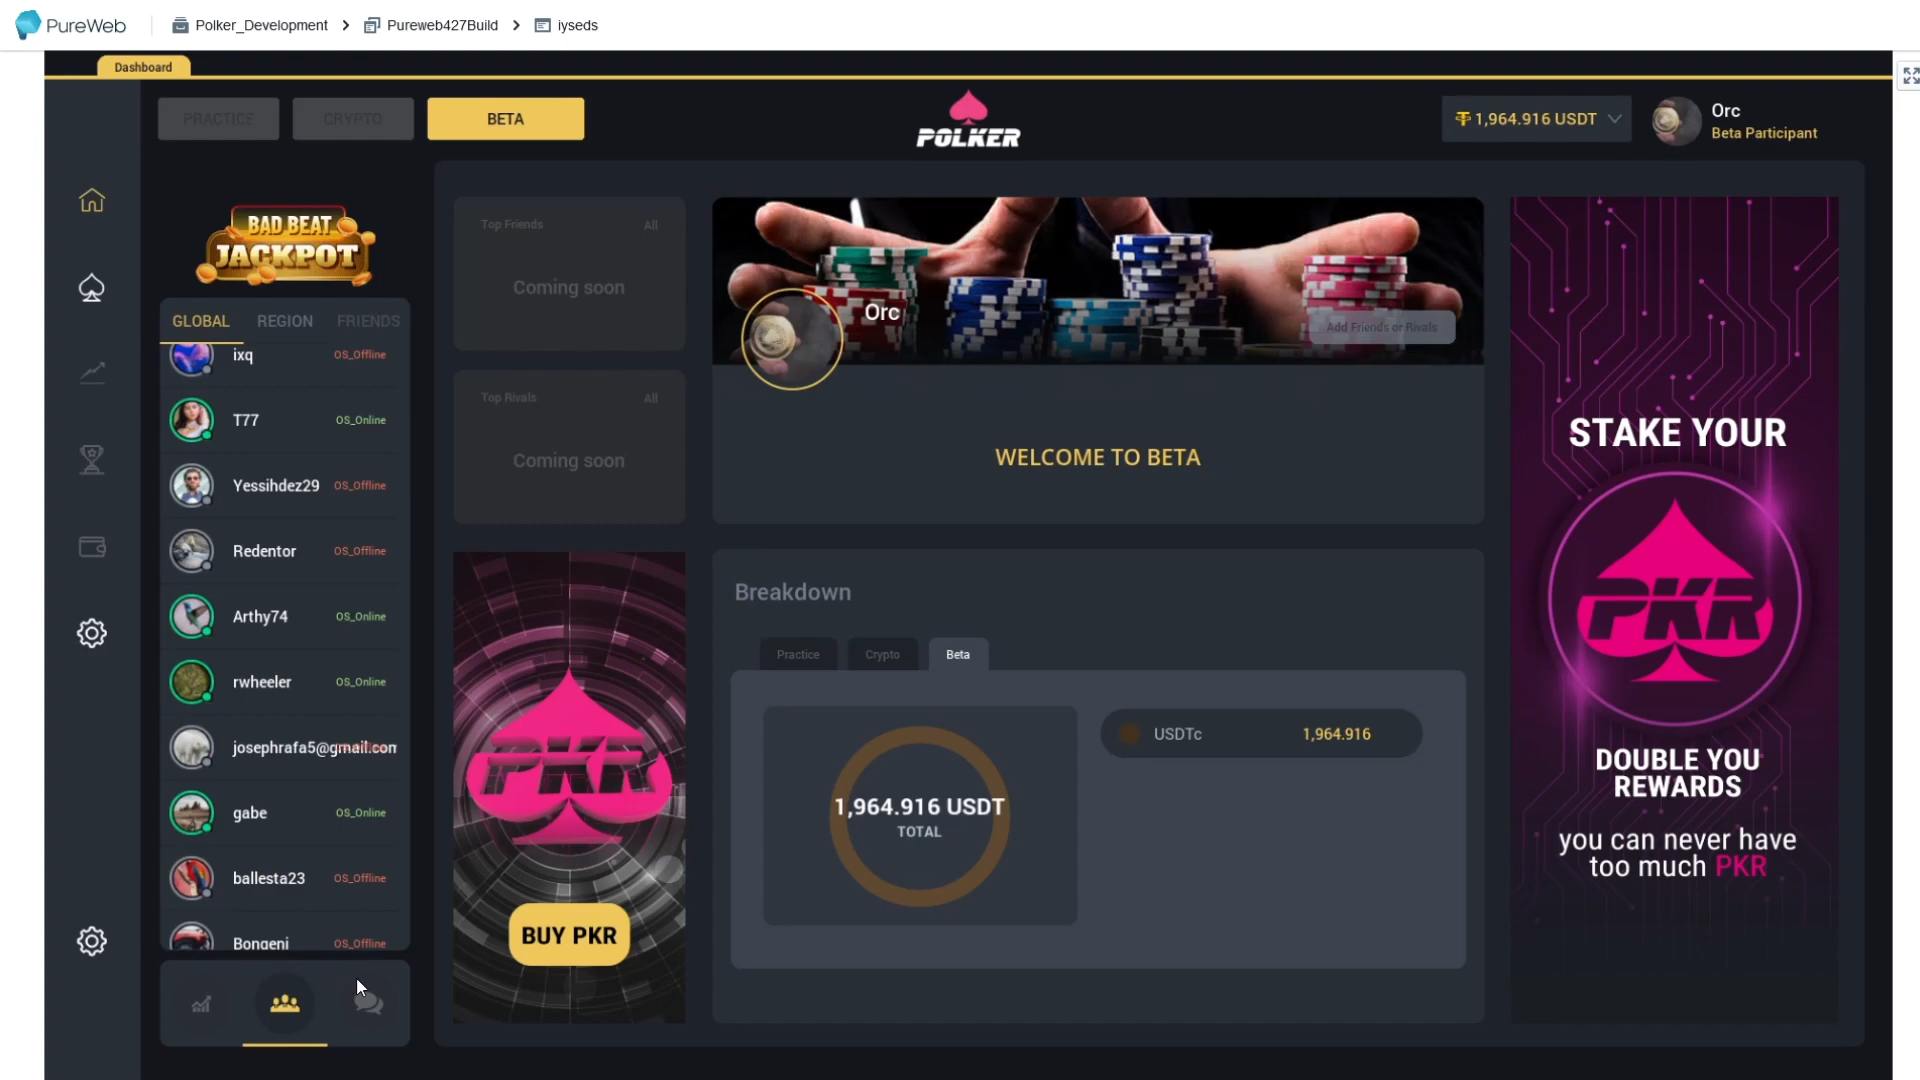 PureWeb
Polker_Development > Pureweb427Build > iyseds
Dashboard
PRACTICE
CRYPTO
BETA
POLKER
1,964.916 USDT
Orc
Beta Participant
BAD BEAT
JACKPOT
GLOBAL
REGION
FRIENDS
ixq OS_Offline
T77 OS_Online
Yessihdez29 OS_Offline
Redentor OS_Offline
Arthy74 OS_Online
rwheeler OS_Online
josephrafa5@gmail.com
gabe OS_Online
ballesta23 OS_Offline
Bongeni OS_Offline
Top Friends All
Coming soon
Top Rivals All
Coming soon
PKR
BUY PKR
Orc
Add Friends or Rivals
WELCOME TO BETA
Breakdown
Practice
Crypto
Beta
1,964.916 USDT
TOTAL
USDTc 1,964.916
STAKE YOUR
PKR
DOUBLE YOU
REWARDS
you can never have
too much PKR